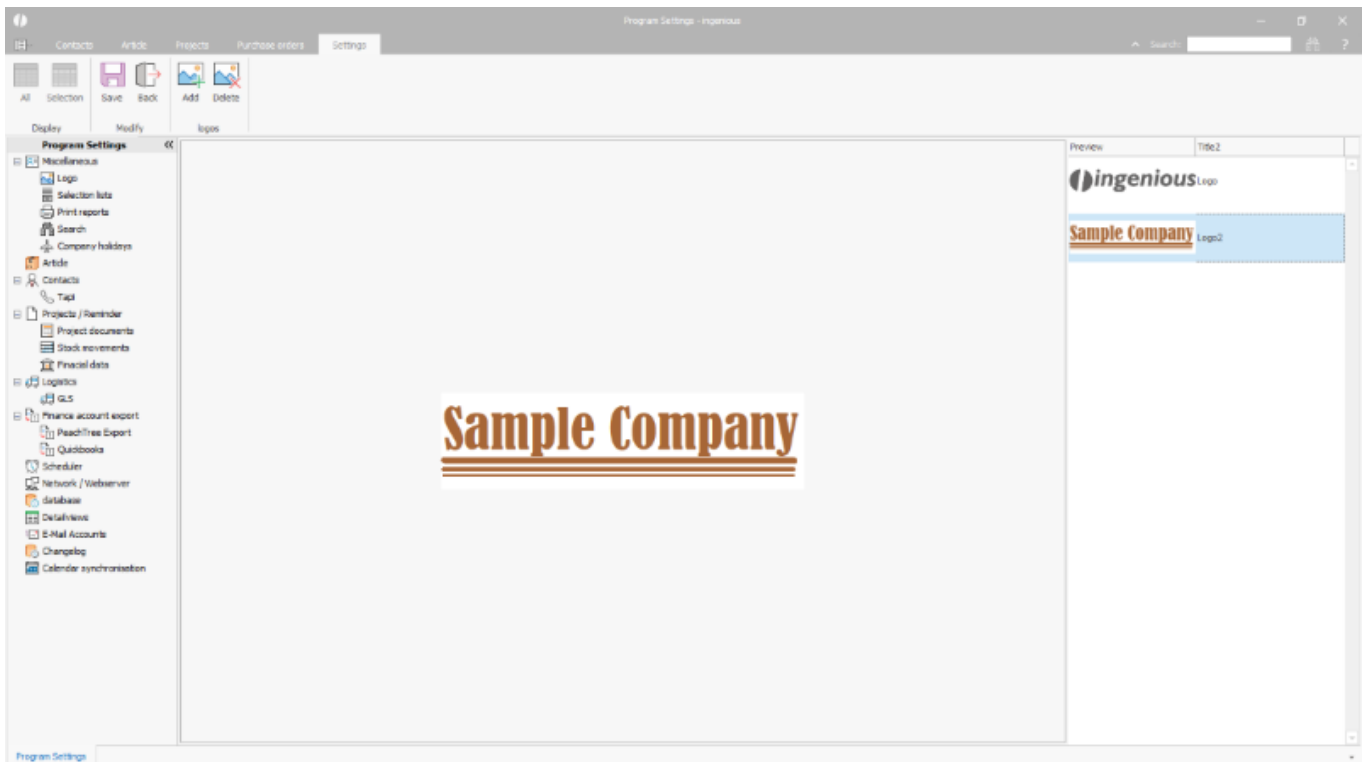 Program Settings - ingenious
Contacts Article Projects Purchase orders Settings Search:
All Selection Save Back Add Delete
Display Modify logos
Program Settings
Miscellaneous
Logo
Selection lists
Print reports
Search
Company holidays
Article
Contacts
Tapi
Projects / Reminder
Project documents
Stock movements
Finacial data
Logistics
GLS
Finance account export
PeachTree Export
Quickbooks
Scheduler
Network / Webserver
database
Detailviews
E-Mail Accounts
Changelog
Calendar synchronisation
Sample Company
Preview Title2
ingenious Logo
Sample Company Logo2
Program Settings